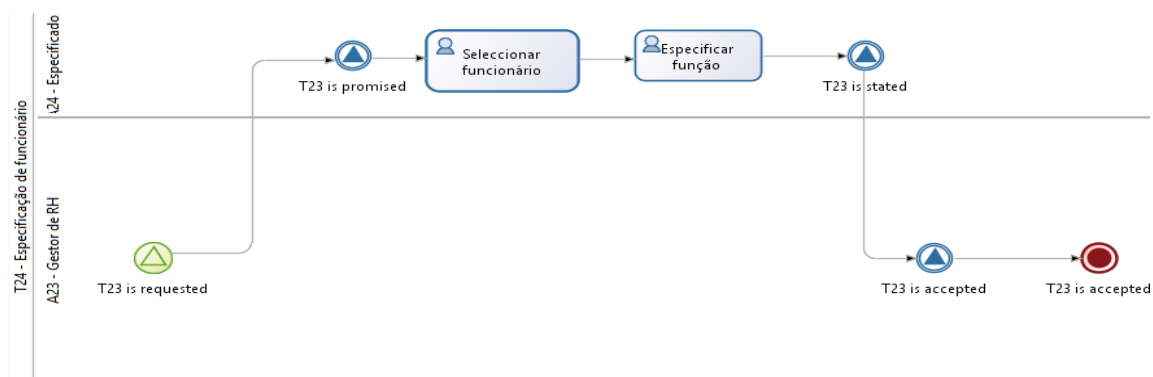 T24 - Especificação de funcionário
A24 - Especificado
T23 is promised
Seleccionar
funcionário
Especificar
função
T23 is stated
A23 - Gestor de RH
T23 is requested
T23 is accepted
T23 is accepted